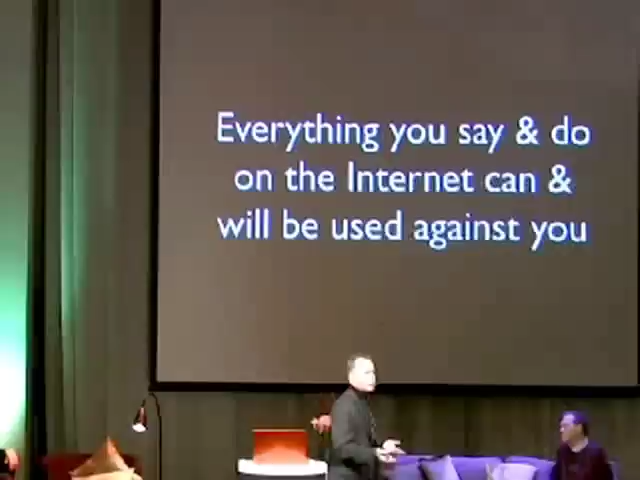 Everything you say & do
on the Internet can &
will be used against you